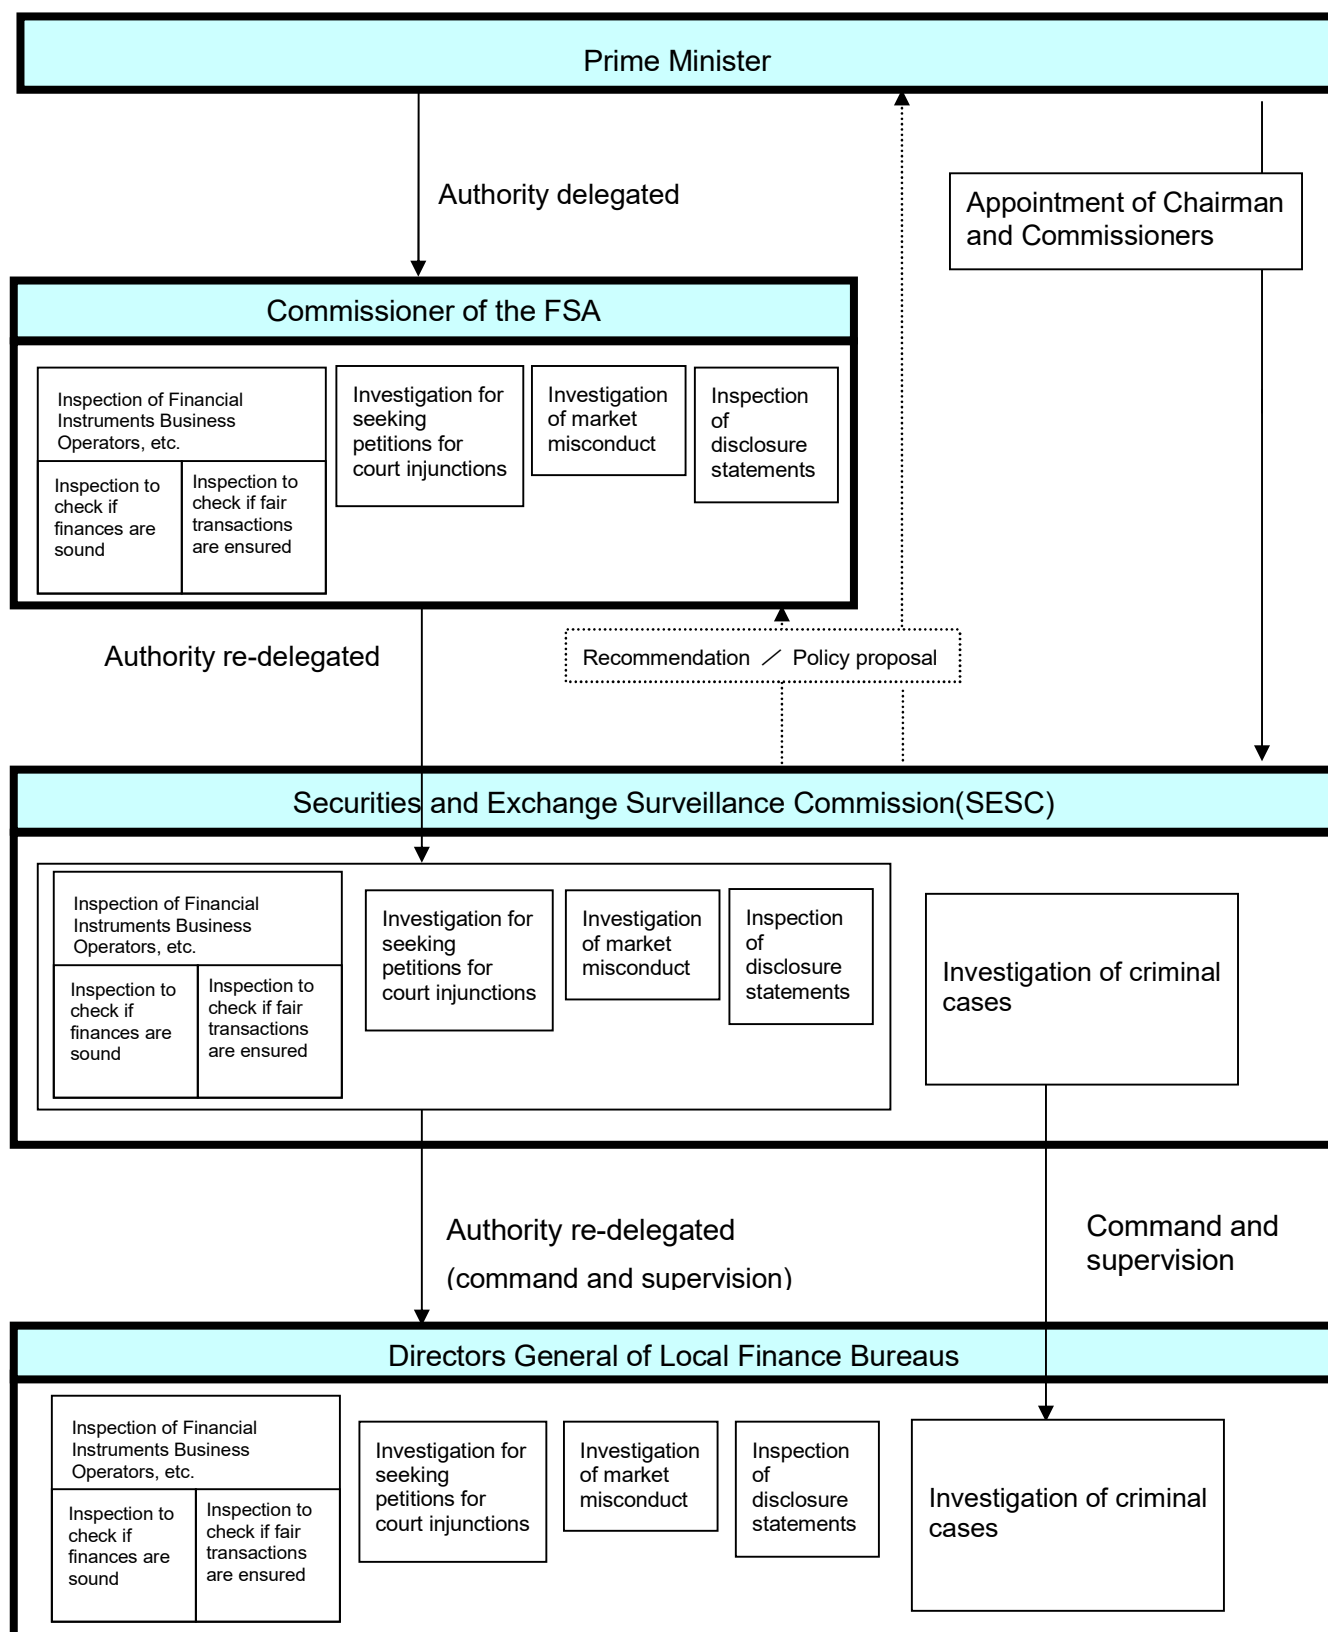 Prime Minister
Authority delegated
Appointment of Chairman
and Commissioners
Commissioner of the FSA
Inspection of Financial
Instruments Business
Operators, etc.
Inspection to
check if
finances are
sound
Inspection to
check if fair
transactions
are ensured
Investigation for
seeking
petitions for
court injunctions
Investigation
of market
misconduct
Inspection
of
disclosure
statements
Authority re-delegated
Recommendation ／ Policy proposal
Securities and Exchange Surveillance Commission(SESC)
Inspection of Financial
Instruments Business
Operators, etc.
Inspection to
check if
finances are
sound
Inspection to
check if fair
transactions
are ensured
Investigation for
seeking
petitions for
court injunctions
Investigation
of market
misconduct
Inspection
of
disclosure
statements
Investigation of criminal
cases
Authority re-delegated
(command and supervision)
Command and
supervision
Directors General of Local Finance Bureaus
Inspection of Financial
Instruments Business
Operators, etc.
Inspection to
check if
finances are
sound
Inspection to
check if fair
transactions
are ensured
Investigation for
seeking
petitions for
court injunctions
Investigation
of market
misconduct
Inspection
of
disclosure
statements
Investigation of criminal
cases